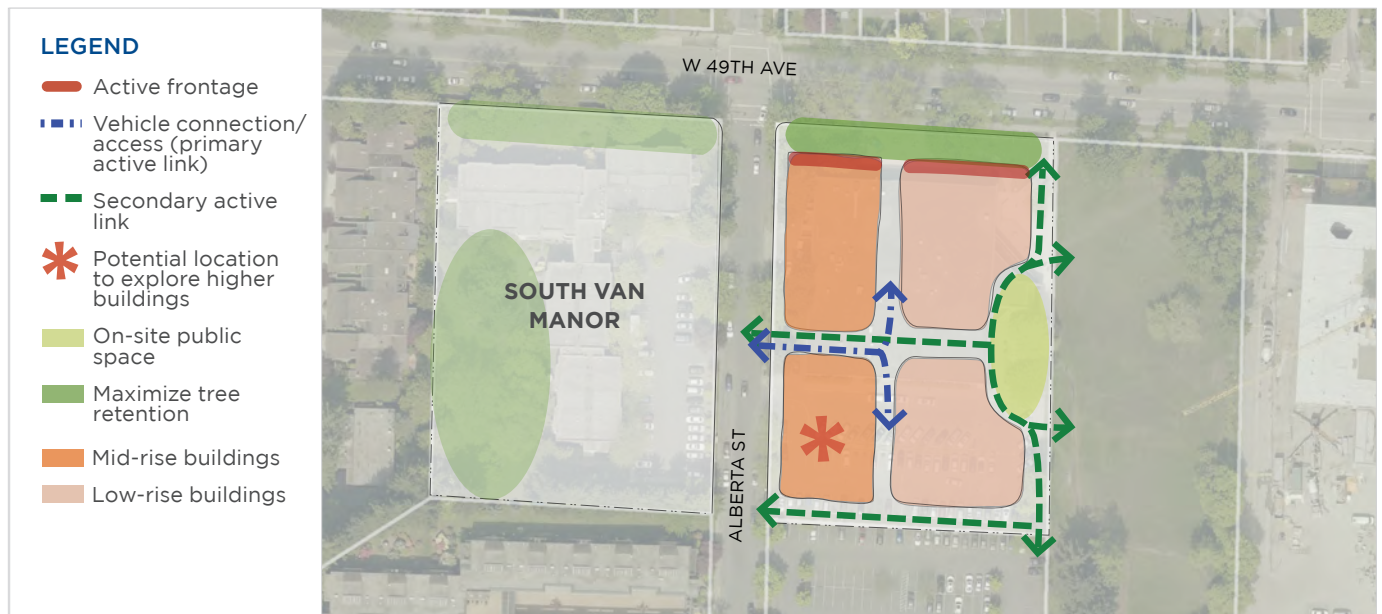 LEGEND
Active frontage
Vehicle connection/
access (primary
active link)
Secondary active
link
Potential location
to explore higher
buildings
On-site public
space
Maximize tree
retention
Mid-rise buildings
Low-rise buildings
W 49TH AVE
SOUTH VAN
MANOR
ALBERTA ST